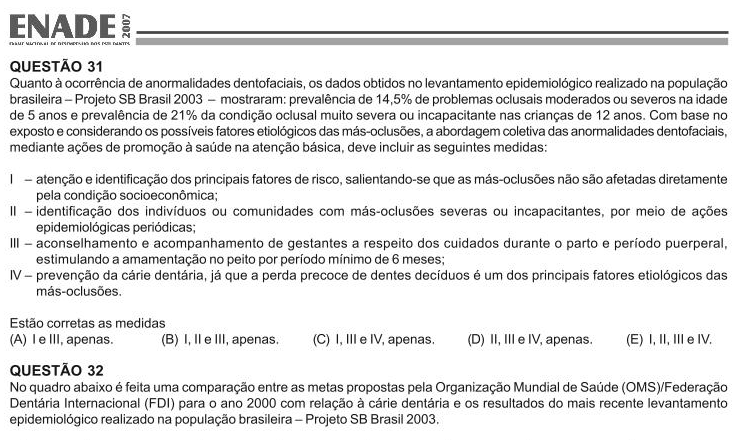 ENADE 2007
EXAME NACIONAL DE DESEMPENHO DOS ESTUDANTES
QUESTÃO 31
Quanto à ocorrência de anormalidades dentofaciais, os dados obtidos no levantamento epidemiológico realizado na população
brasileira – Projeto SB Brasil 2003 – mostraram: prevalência de 14,5% de problemas oclusais moderados ou severos na idade
de 5 anos e prevalência de 21% da condição oclusal muito severa ou incapacitante nas crianças de 12 anos. Com base no
exposto e considerando os possíveis fatores etiológicos das más-oclusões, a abordagem coletiva das anormalidades dentofaciais,
mediante ações de promoção à saúde na atenção básica, deve incluir as seguintes medidas:
I – atenção e identificação dos principais fatores de risco, salientando-se que as más-oclusões não são afetadas diretamente
pela condição socioeconômica;
II – identificação dos indivíduos ou comunidades com más-oclusões severas ou incapacitantes, por meio de ações
epidemiológicas periódicas;
III – aconselhamento e acompanhamento de gestantes a respeito dos cuidados durante o parto e período puerperal,
estimulando a amamentação no peito por período mínimo de 6 meses;
IV – prevenção da cárie dentária, já que a perda precoce de dentes decíduos é um dos principais fatores etiológicos das
más-oclusões.
Estão corretas as medidas
(A) I e III, apenas. (B) I, II e III, apenas. (C) I, III e IV, apenas. (D) II, III e IV, apenas. (E) I, II, III e IV.
QUESTÃO 32
No quadro abaixo é feita uma comparação entre as metas propostas pela Organização Mundial de Saúde (OMS)/Federação
Dentária Internacional (FDI) para o ano 2000 com relação à cárie dentária e os resultados do mais recente levantamento
epidemiológico realizado na população brasileira – Projeto SB Brasil 2003.